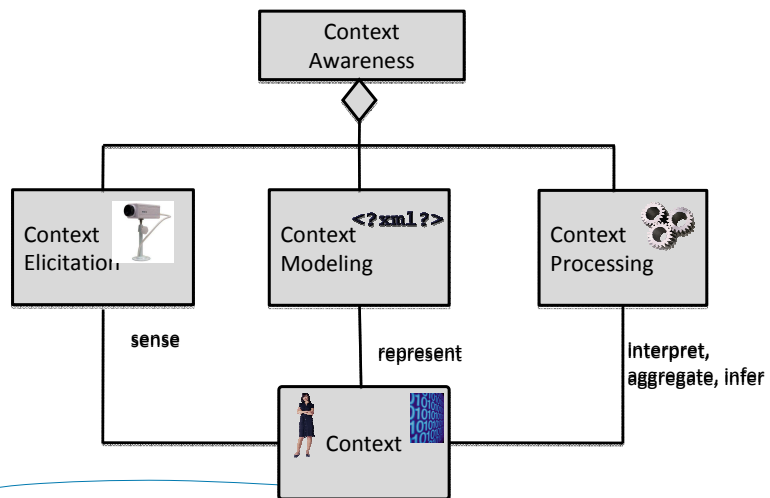 Context
Awareness
<?xml?>
Context
Elicitation
Context
Modeling
Context
Processing
sense
represent
interpret,
aggregate, infer
Context